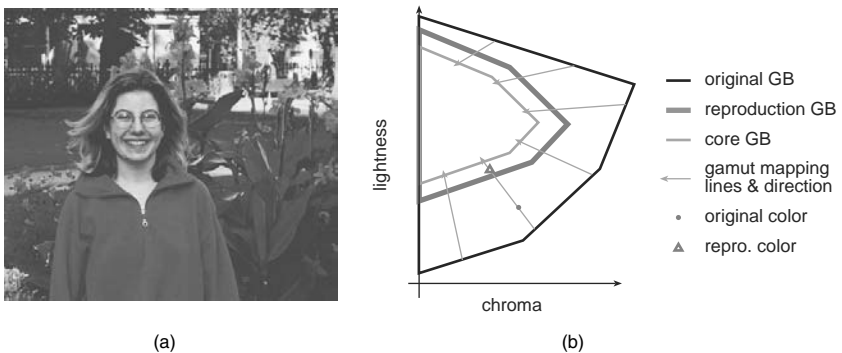 original GB
reproduction GB
core GB
gamut mapping
lines & direction
original color
repro. color
lightness
chroma
(a)
(b)